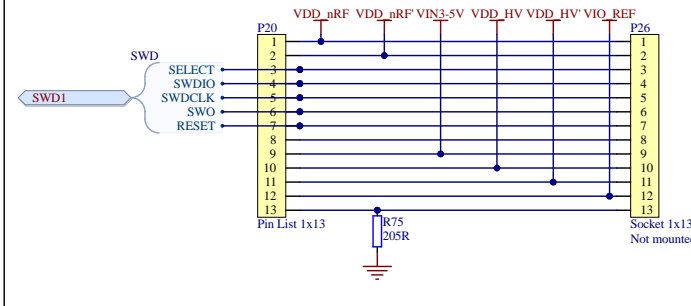 VDD_nRF VDD_nRF' VIN3-5V VDD_HV VDD_HV' VIO_REF
P20 P26
1 1
2 2
SWD
SELECT 3 3
SWDIO 4 4
SWD1 SWDCLK 5 5
SWO 6 6
RESET 7 7
8 8
9 9
10 10
11 11
12 12
13 13
Pin List 1x13 R75 Socket 1x13
205R Not mounted